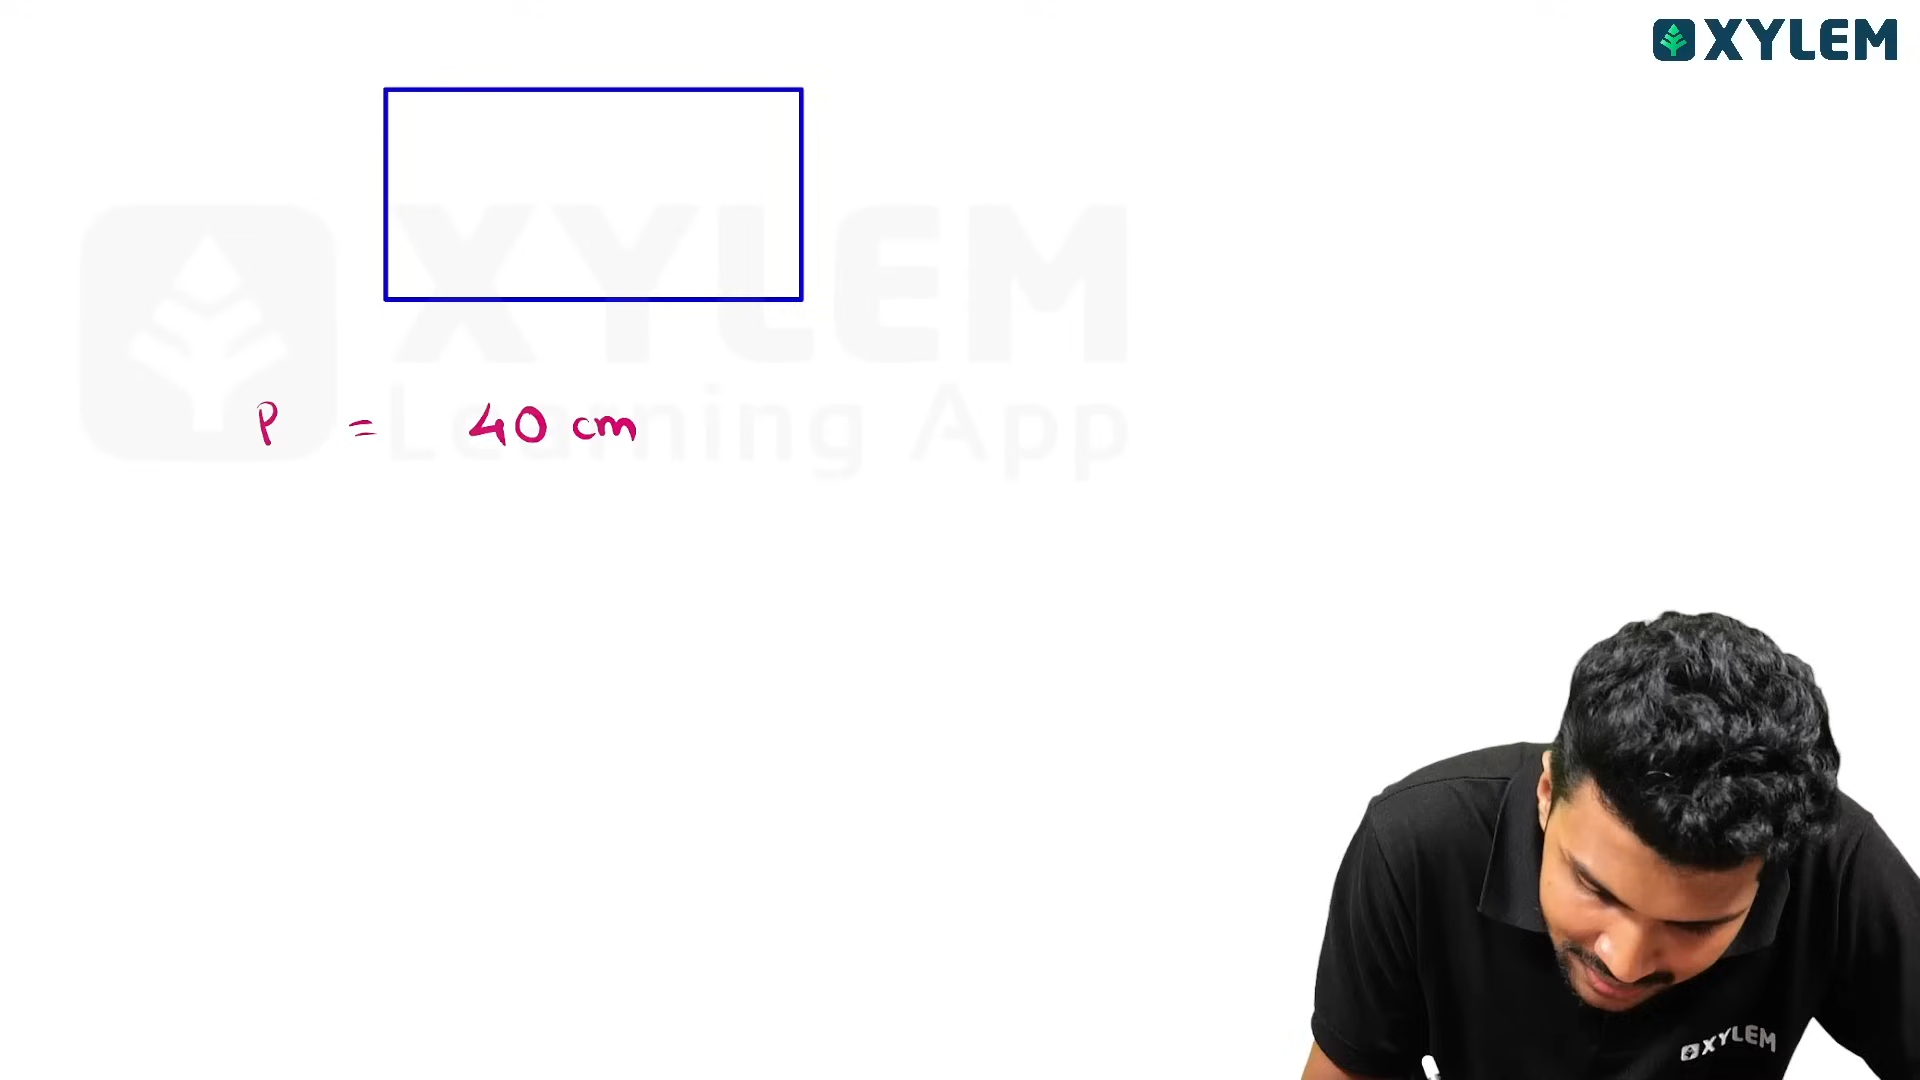 XYLEM
XYLEM
Learning App
P = 40 cm
XYLEM